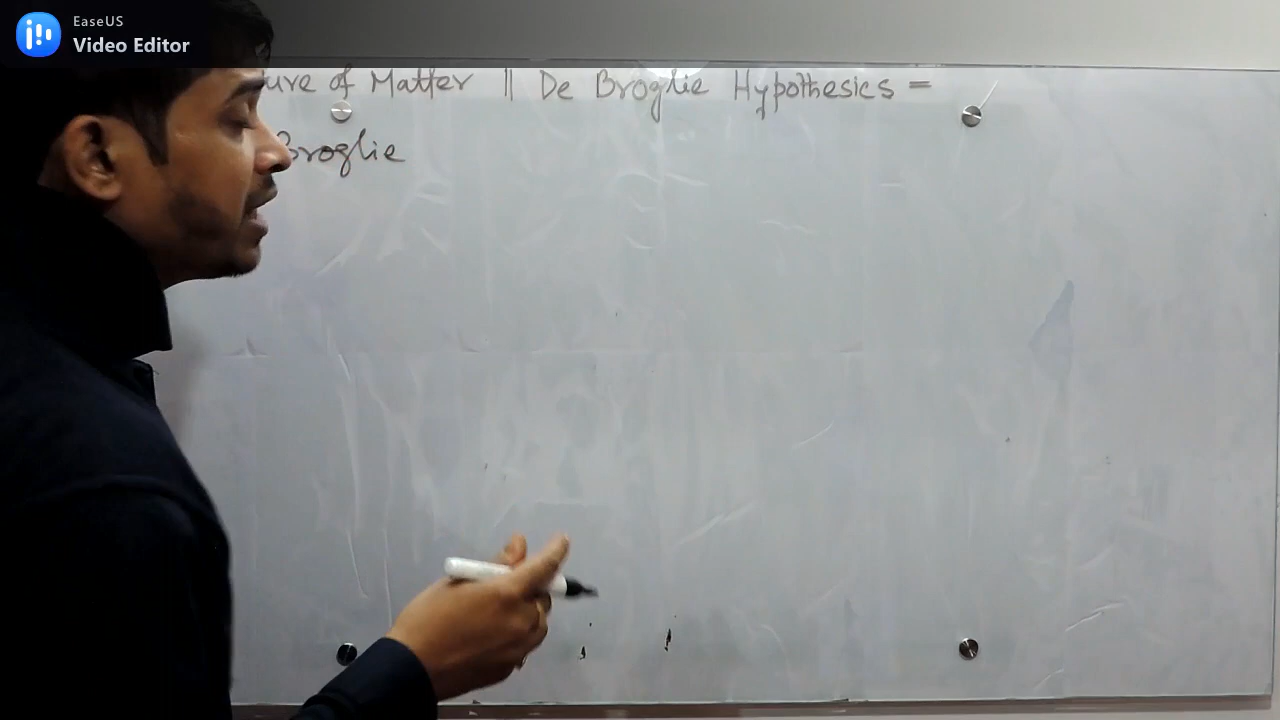 EaseUS
Video Editor
ure of Matter || De Broglie Hypothesics =
Broglie